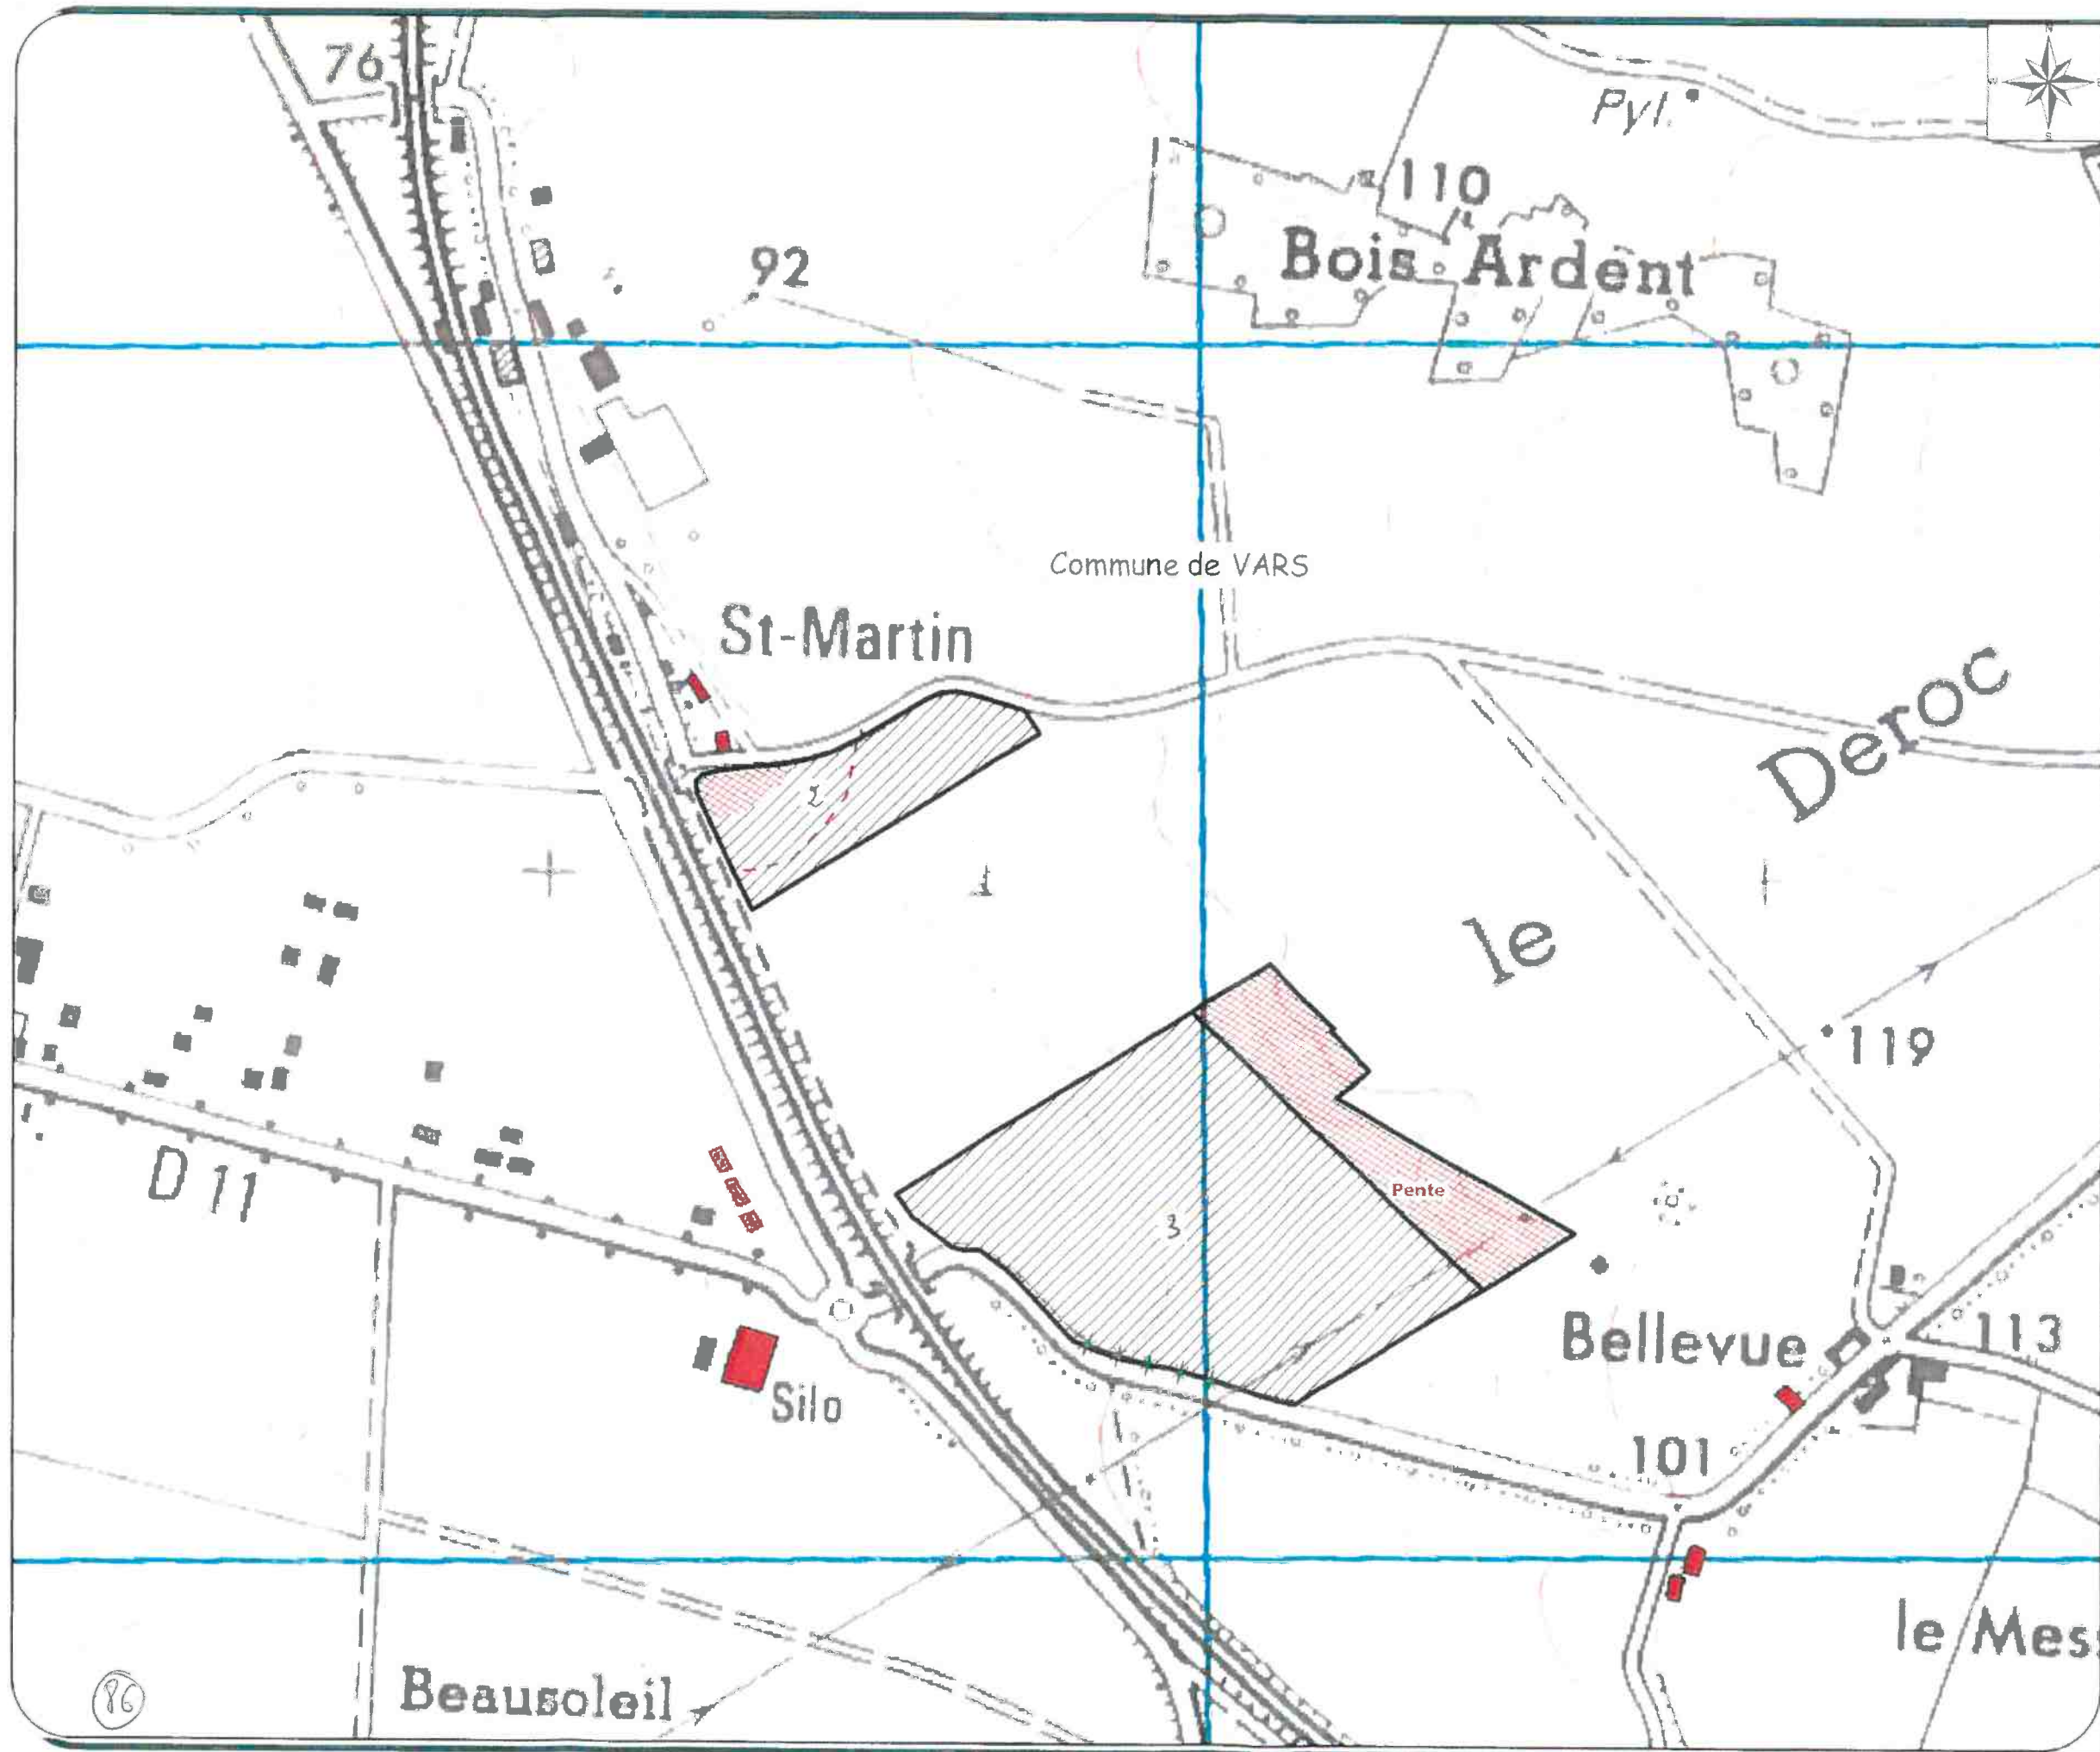 76
Pyl.
110
Bois Ardent
92
Commune de VARS
St-Martin
Deroc
2
1
le
119
D 11
Pente
3
Bellevue
113
Silo
101
le Mes
Beausoleil
86